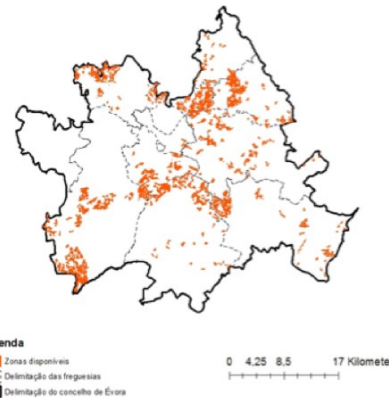 enda
Zonas disponíveis
Delimitação das freguesias
Delimitação do concelho de Évora
0 4,25 8,5 17 Kilomete